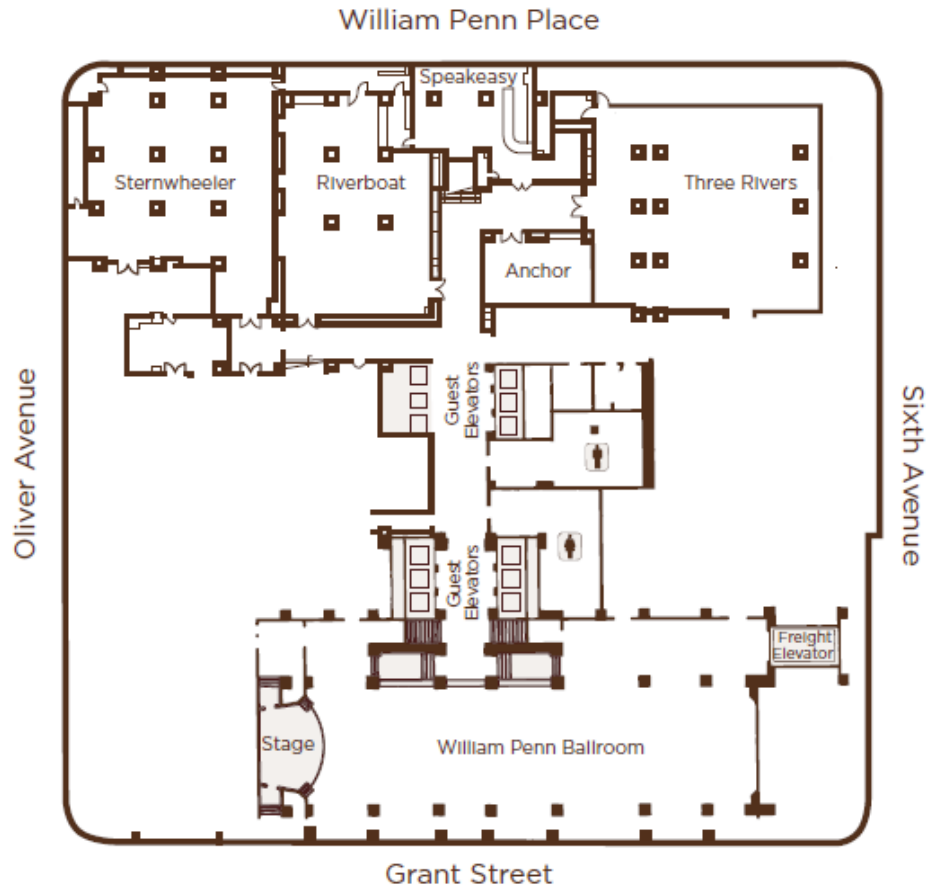 William Penn Place
Speakeasy
Sternwheeler
Riverboat
Three Rivers
Anchor
Guest
Elevators
Oliver Avenue
Sixth Avenue
Guest
Elevators
Freight
Elevator
Stage
William Penn Ballroom
Grant Street